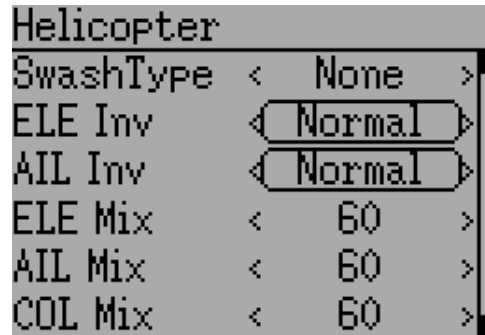 Helicopter
SwashType < None >
ELE Inv Normal
AIL Inv Normal
ELE Mix < 60 >
AIL Mix < 60 >
COL Mix < 60 >